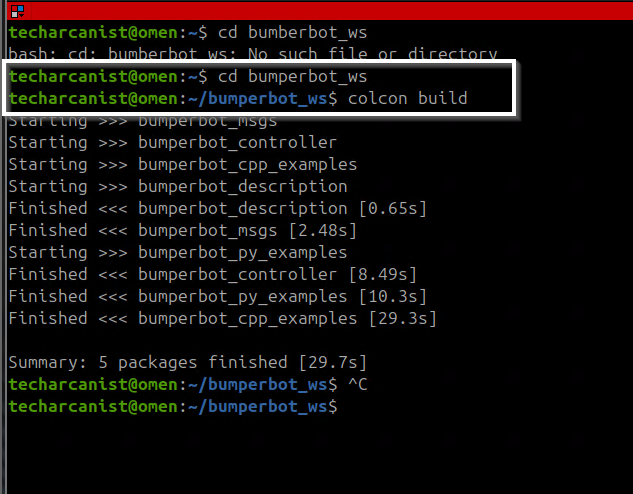 techarcanist@omen:~$ cd bumberbot_ws
bash: cd: bumberbot_ws: No such file or directory
techarcanist@omen:~$ cd bumperbot_ws
techarcanist@omen:~/bumperbot_ws$ colcon build
Starting >>> bumperbot_msgs
Starting >>> bumperbot_controller
Starting >>> bumperbot_cpp_examples
Starting >>> bumperbot_description
Finished <<< bumperbot_description [0.65s]
Finished <<< bumperbot_msgs [2.48s]
Starting >>> bumperbot_py_examples
Finished <<< bumperbot_controller [8.49s]
Finished <<< bumperbot_py_examples [10.3s]
Finished <<< bumperbot_cpp_examples [29.3s]

Summary: 5 packages finished [29.7s]
techarcanist@omen:~/bumperbot_ws$ ^C
techarcanist@omen:~/bumperbot_ws$